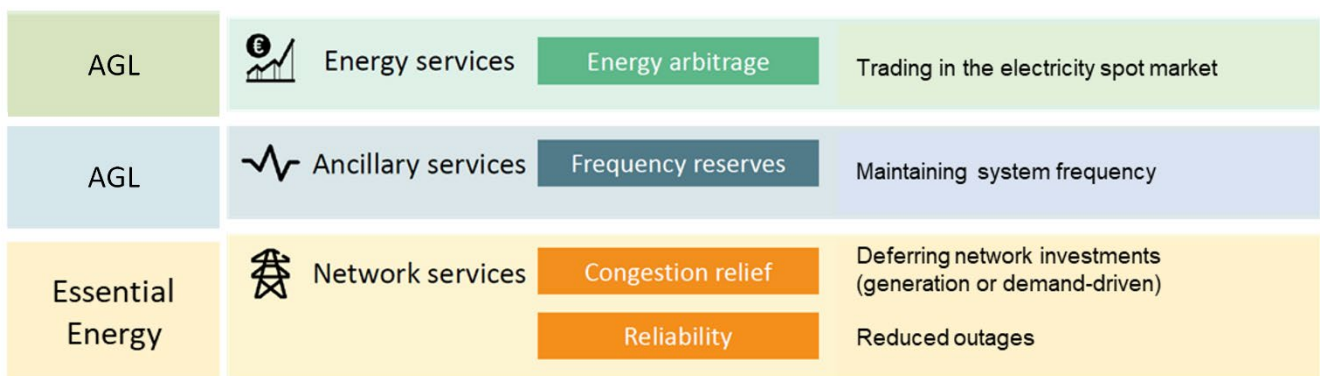 AGL
€
Energy services
Energy arbitrage
Trading in the electricity spot market
AGL
Ancillary services
Frequency reserves
Maintaining system frequency
Essential
Energy
Network services
Congestion relief
Deferring network investments
(generation or demand-driven)
Reliability
Reduced outages